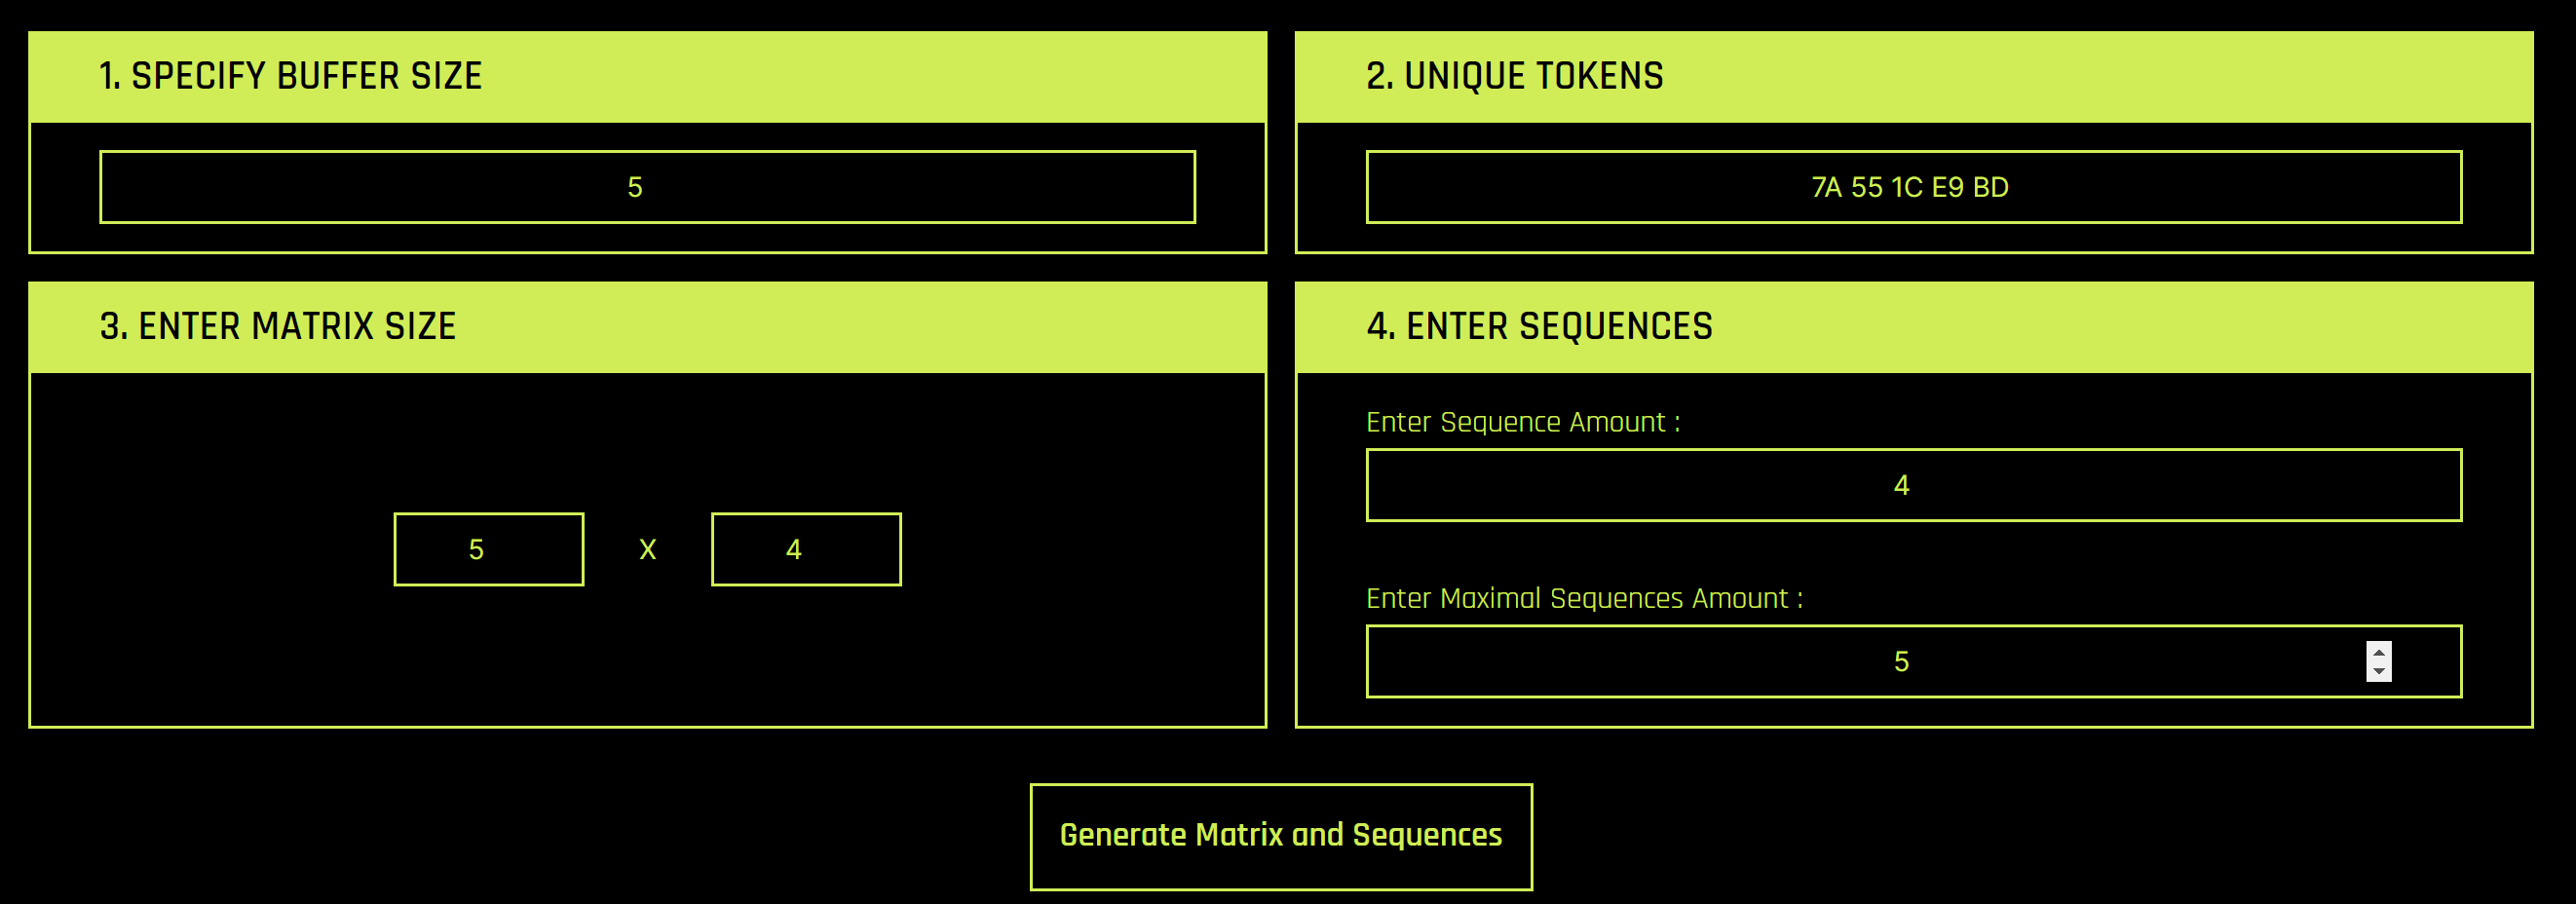 1. SPECIFY BUFFER SIZE
5
2. UNIQUE TOKENS
7A 55 1C E9 BD
3. ENTER MATRIX SIZE
5 X 4
4. ENTER SEQUENCES
Enter Sequence Amount :
4
Enter Maximal Sequences Amount :
5
Generate Matrix and Sequences